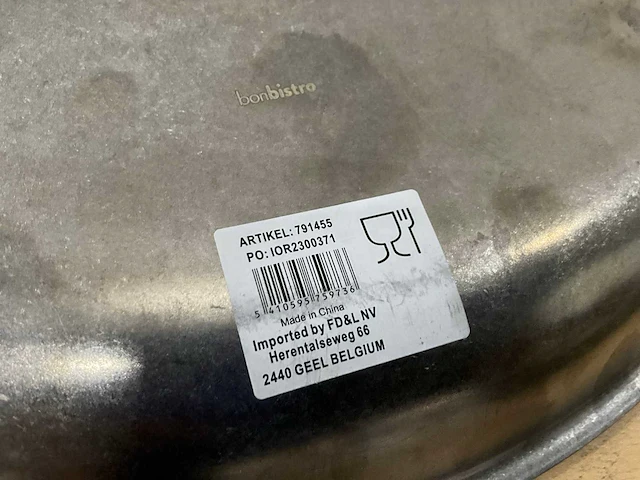 bonbistro
ARTIKEL: 791455
PO: IOR2300371
5 410595 759736
Made in China
Imported by FD&L NV
Herentalseweg 66
2440 GEEL BELGIUM